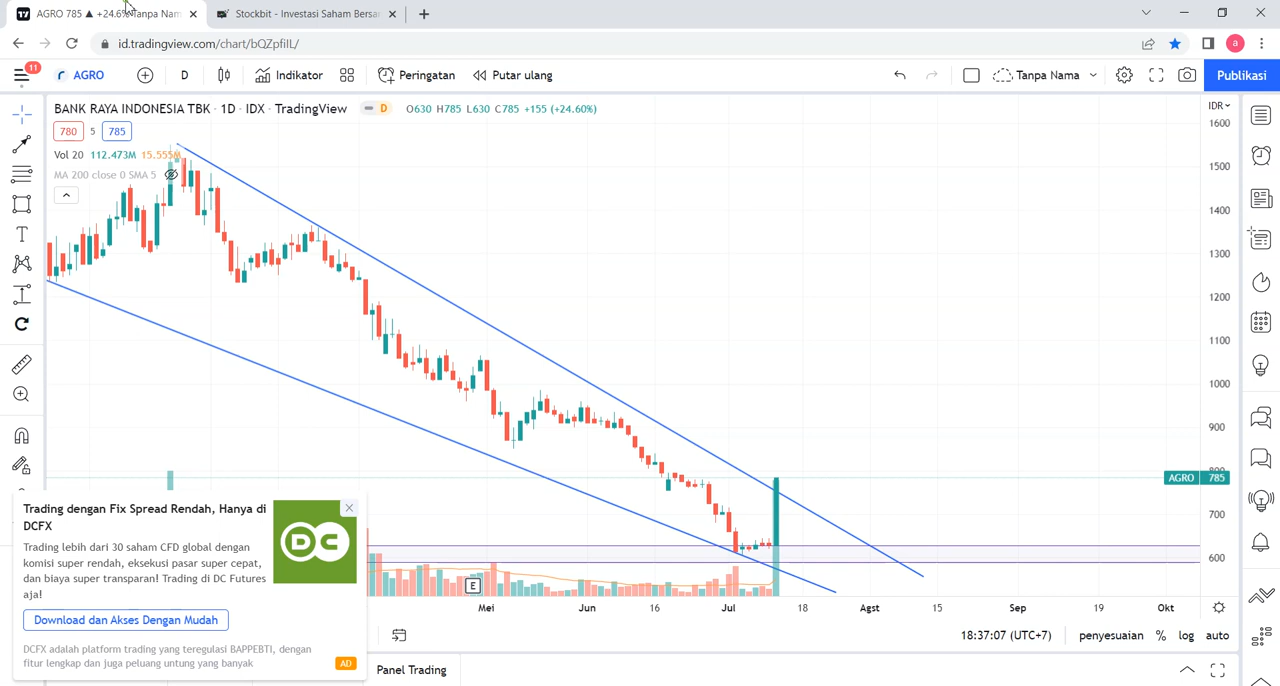 AGRO 785 ▲ +24.6% Tanpa Nam
Stockbit - Investasi Saham Bersa
id.tradingview.com/chart/bQZpfiIL/
a
11
AGRO
D
Indikator
Peringatan
Putar ulang
Tanpa Nama
Publikasi
BANK RAYA INDONESIA TBK · 1D · IDX · TradingView
D
O630 H785 L630 C785 +155 (+24.60%)
IDR
780
5
785
Vol 20 112.473M 15.555M
MA 200 close 0 SMA 5
1600
1500
1400
1300
1200
1100
1000
900
800
AGRO 785
700
600
E
Mei
Jun
16
Jul
18
Agst
15
Sep
19
Okt
Trading dengan Fix Spread Rendah, Hanya di
DCFX
Trading lebih dari 30 saham CFD global dengan
komisi super rendah, eksekusi pasar super cepat,
dan biaya super transparan! Trading di DC Futures
aja!
Download dan Akses Dengan Mudah
DCFX adalah platform trading yang teregulasi BAPPEBTI, dengan
fitur lengkap dan juga peluang untung yang banyak
AD
DC
18:37:07 (UTC+7)
penyesuaian
%
log
auto
Panel Trading